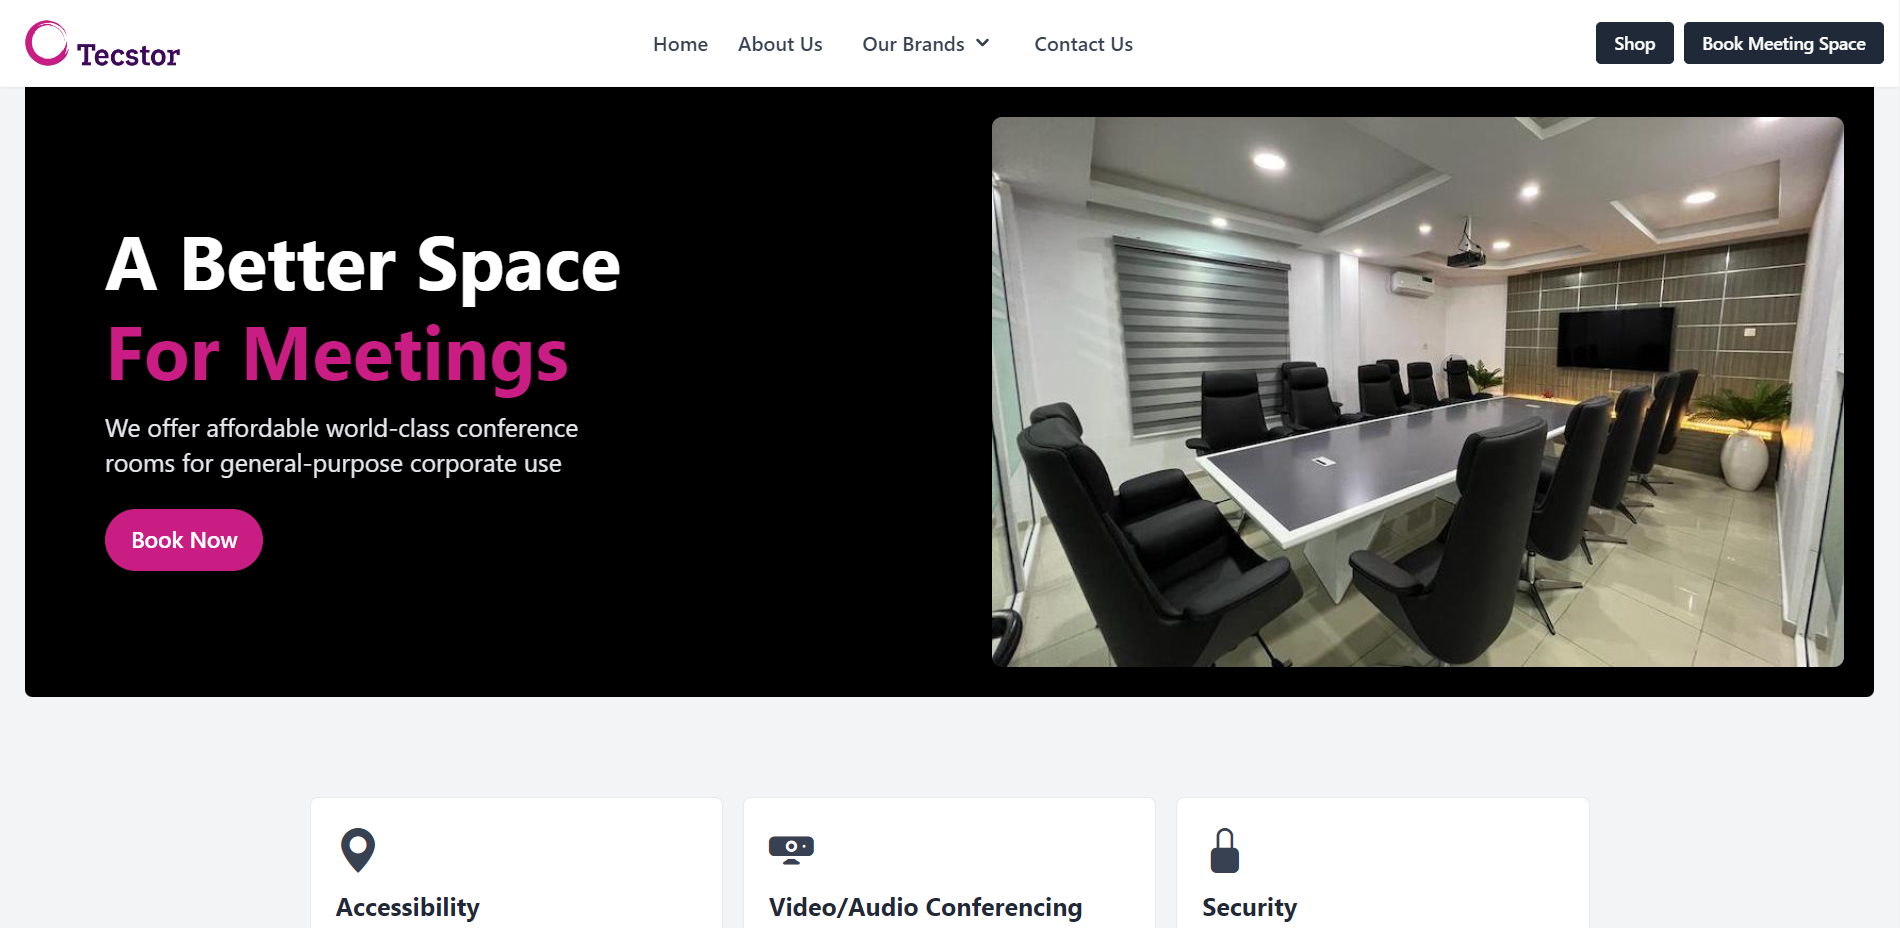 Tecstor
Home
About Us
Our Brands
Contact Us
Shop
Book Meeting Space
A Better Space
For Meetings
We offer affordable world-class conference
rooms for general-purpose corporate use
Book Now
Accessibility
Video/Audio Conferencing
Security